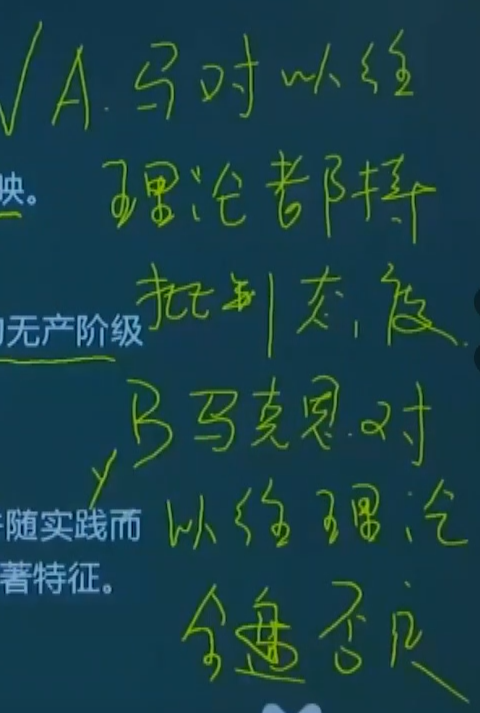 √A.马对以往
映。
理论都持
批判态度.
无产阶级
B马克思.对
随实践而
以往理论
著特征。
全盘否定